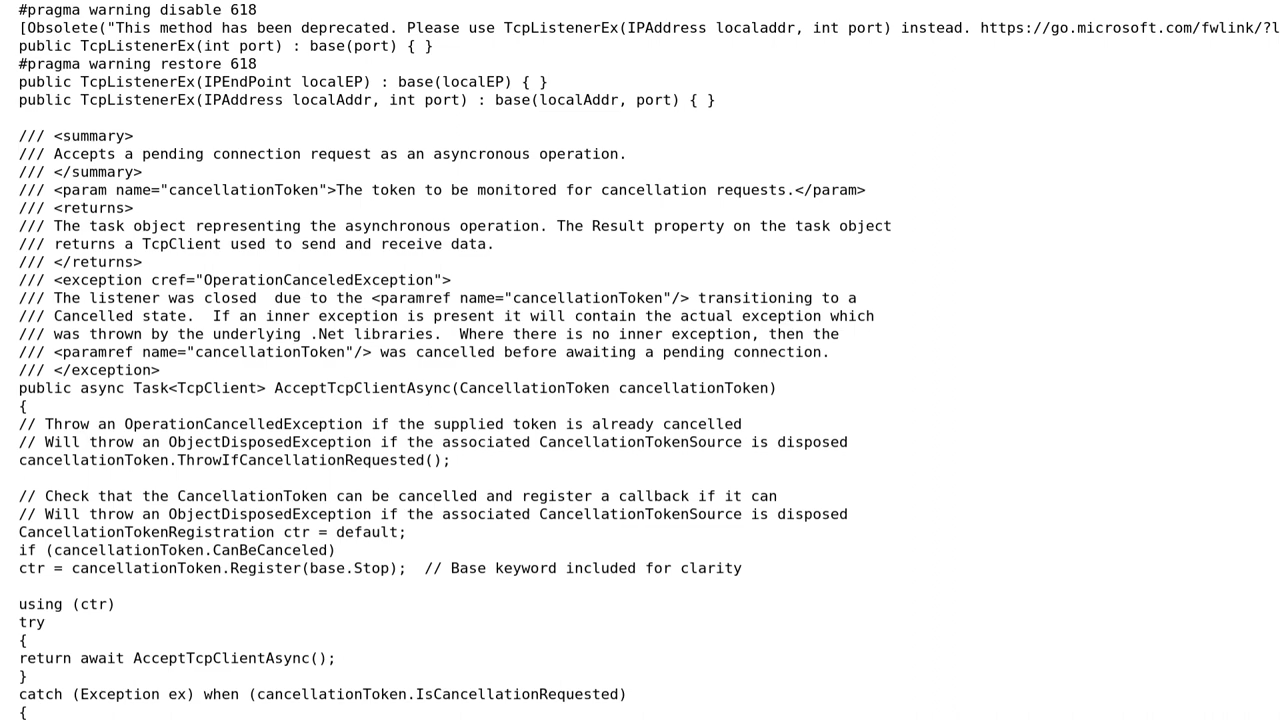 #pragma warning disable 618
[Obsolete("This method has been deprecated. Please use TcpListenerEx(IPAddress localaddr, int port) instead. https://go.microsoft.com/fwlink/?l
public TcpListenerEx(int port) : base(port) { }
#pragma warning restore 618
public TcpListenerEx(IPEndPoint localEP) : base(localEP) { }
public TcpListenerEx(IPAddress localAddr, int port) : base(localAddr, port) { }
/// <summary>
/// Accepts a pending connection request as an asyncronous operation.
/// </summary>
/// <param name="cancellationToken">The token to be monitored for cancellation requests.</param>
/// <returns>
/// The task object representing the asynchronous operation. The Result property on the task object
/// returns a TcpClient used to send and receive data.
/// </returns>
/// <exception cref="OperationCanceledException">
/// The listener was closed  due to the <paramref name="cancellationToken"/> transitioning to a
/// Cancelled state.  If an inner exception is present it will contain the actual exception which
/// was thrown by the underlying .Net libraries.  Where there is no inner exception, then the
/// <paramref name="cancellationToken"/> was cancelled before awaiting a pending connection.
/// </exception>
public async Task<TcpClient> AcceptTcpClientAsync(CancellationToken cancellationToken)
{
// Throw an OperationCancelledException if the supplied token is already cancelled
// Will throw an ObjectDisposedException if the associated CancellationTokenSource is disposed
cancellationToken.ThrowIfCancellationRequested();
// Check that the CancellationToken can be cancelled and register a callback if it can
// Will throw an ObjectDisposedException if the associated CancellationTokenSource is disposed
CancellationTokenRegistration ctr = default;
if (cancellationToken.CanBeCanceled)
ctr = cancellationToken.Register(base.Stop);  // Base keyword included for clarity
using (ctr)
try
{
return await AcceptTcpClientAsync();
}
catch (Exception ex) when (cancellationToken.IsCancellationRequested)
{